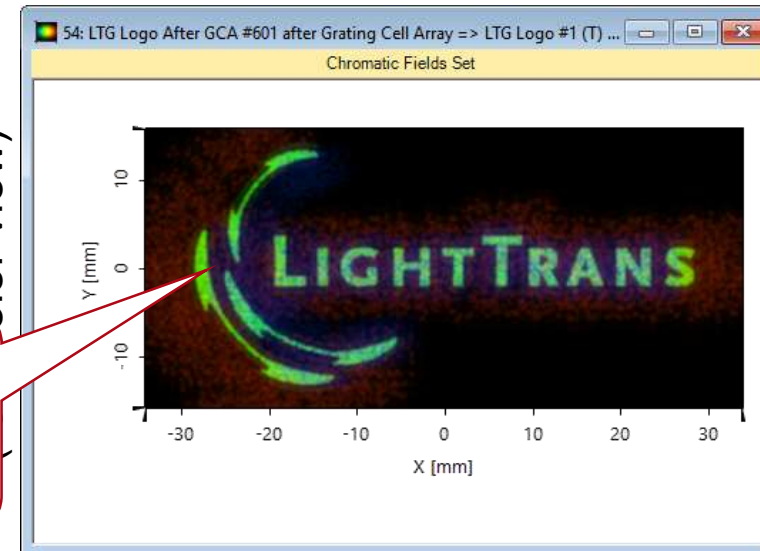 54: LTG Logo After GCA #601 after Grating Cell Array => LTG Logo #1 (T) ...
Chromatic Fields Set
10
0
-10
Y [mm]
LIGHTTRANS
-30 -20 -10 0 10 20 30
X [mm]